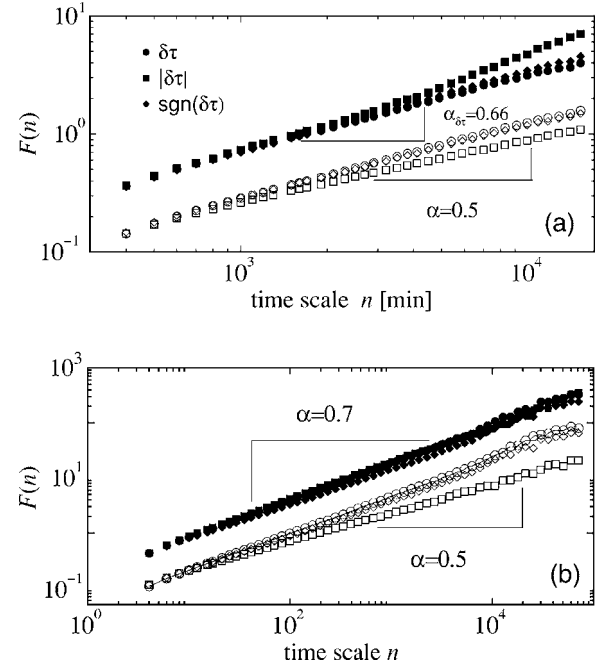 10^1
δτ
|δτ|
sgn(δτ)
F(n)
10^0
α_δτ=0.66
α=0.5
(a)
10^-1
10^3
10^4
time scale n [min]
10^3
α=0.7
F(n)
10^1
α=0.5
(b)
10^-1
10^0
10^2
10^4
time scale n